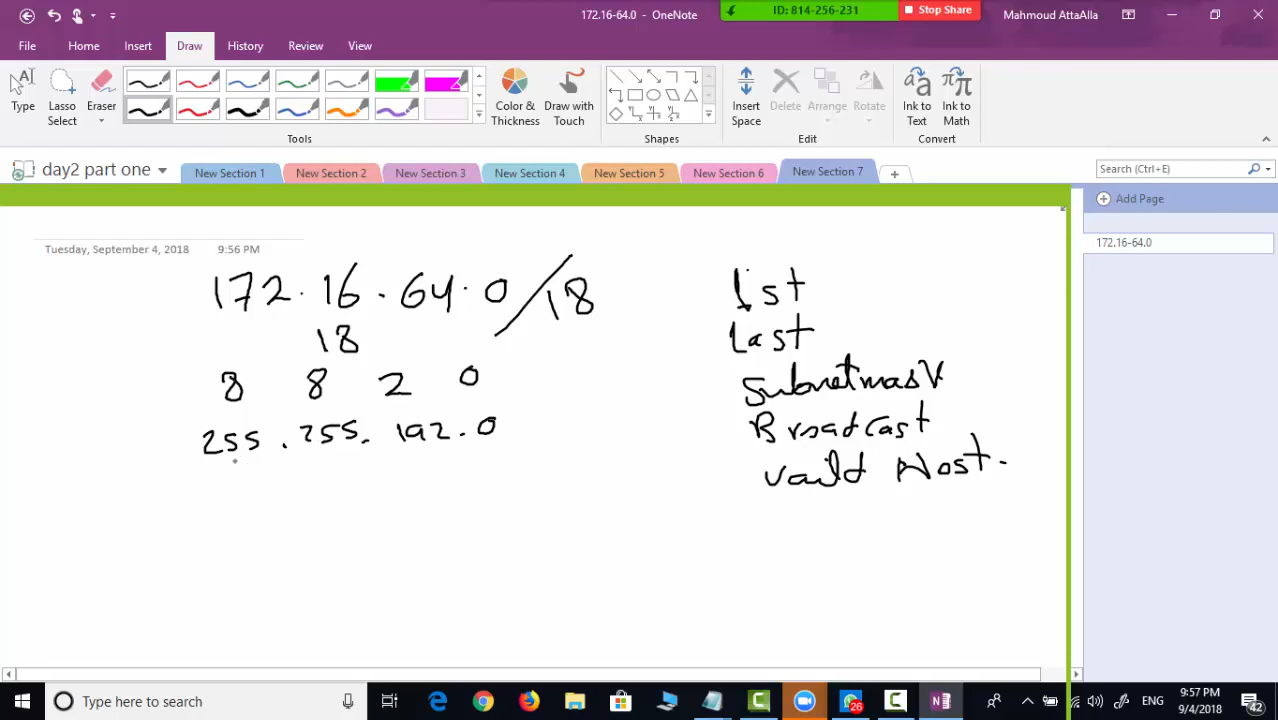 172.16-64.0 - OneNote
ID: 814-256-231
Stop Share
Mahmoud AttaAlla
File Home Insert Draw History Review View
Type
Lasso Select
Eraser
Color & Thickness
Draw with Touch
Insert Space
Delete
Arrange
Rotate
Ink to Text
Ink to Math
Tools
Shapes
Edit
Convert
day2 part one
New Section 1
New Section 2
New Section 3
New Section 4
New Section 5
New Section 6
New Section 7
Search (Ctrl+E)
Add Page
172.16-64.0
Tuesday, September 4, 2018 9:56 PM
172.16.64.0/18
18
8 8 2 0
255.255.192.0
1st
Last
subnetmask
Broadcast
vaild Host.
Type here to search
26
ENG
9:57 PM
9/4/2018
42